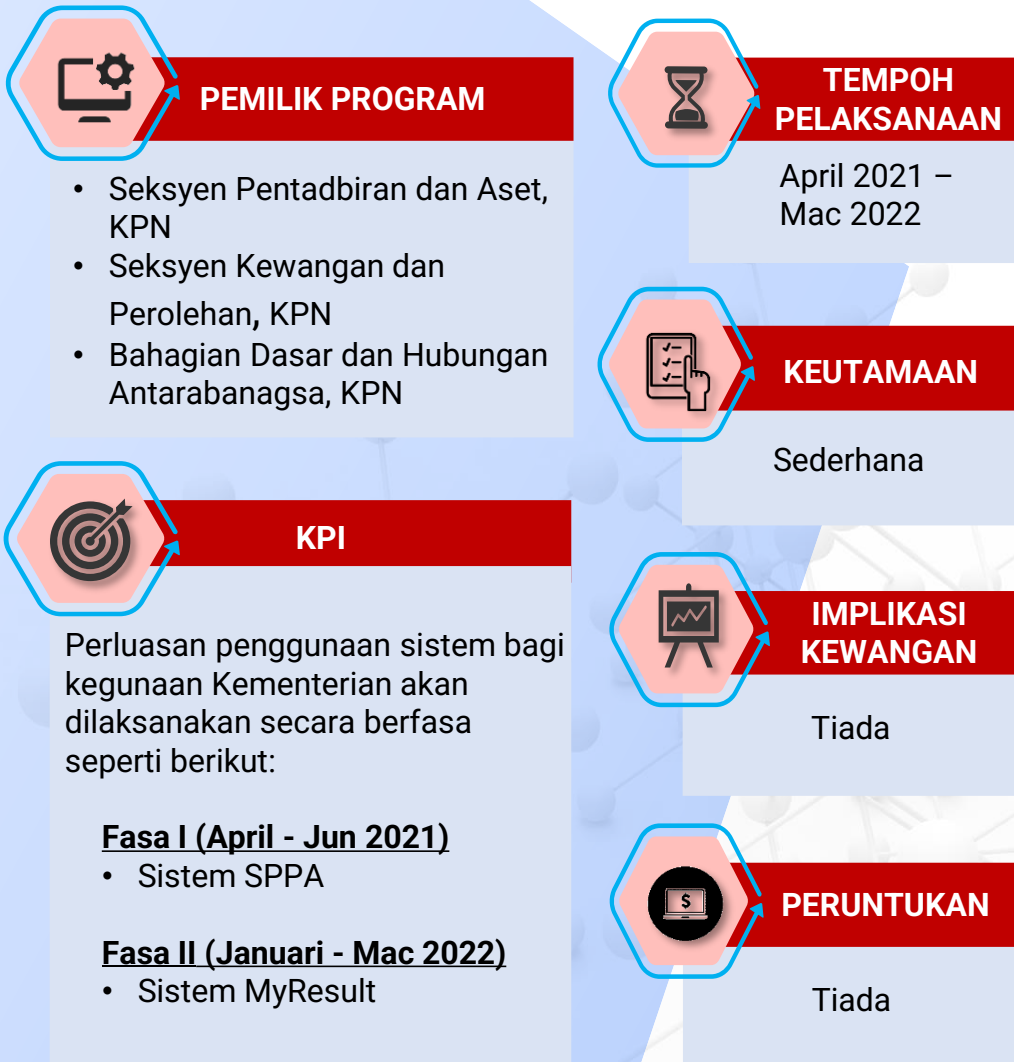 PEMILIK PROGRAM
• Seksyen Pentadbiran dan Aset,
KPN
• Seksyen Kewangan dan
Perolehan, KPN
• Bahagian Dasar dan Hubungan
Antarabanagsa, KPN
KPI
Perluasan penggunaan sistem bagi
kegunaan Kementerian akan
dilaksanakan secara berfasa
seperti berikut:
Fasa I (April - Jun 2021)
• Sistem SPPA
Fasa II (Januari - Mac 2022)
• Sistem MyResult
TEMPOH
PELAKSANAAN
April 2021 –
Mac 2022
KEUTAMAAN
Sederhana
IMPLIKASI
KEWANGAN
Tiada
$
PERUNTUKAN
Tiada